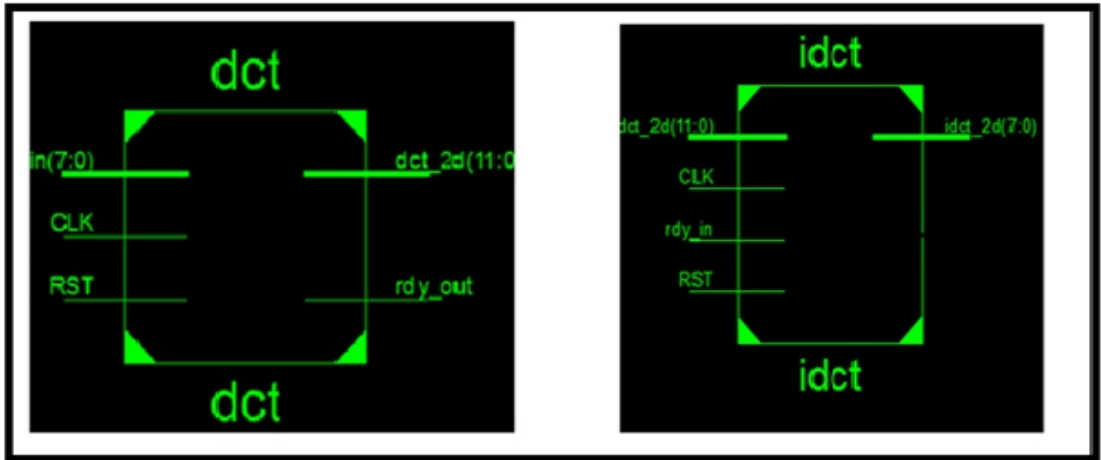 dct
in(7:0)
dct_2d(11:0
CLK
RST
rdy_out
dct
idct
dct_2d(11:0)
idct_2d(7:0)
CLK
rdy_in
RST
idct